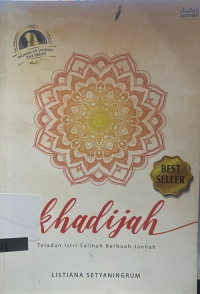 khadijah
Teladan Istri Salihah Berbuah Jannah
BEST
SELLER
LISTIANA SETYANINGRUM